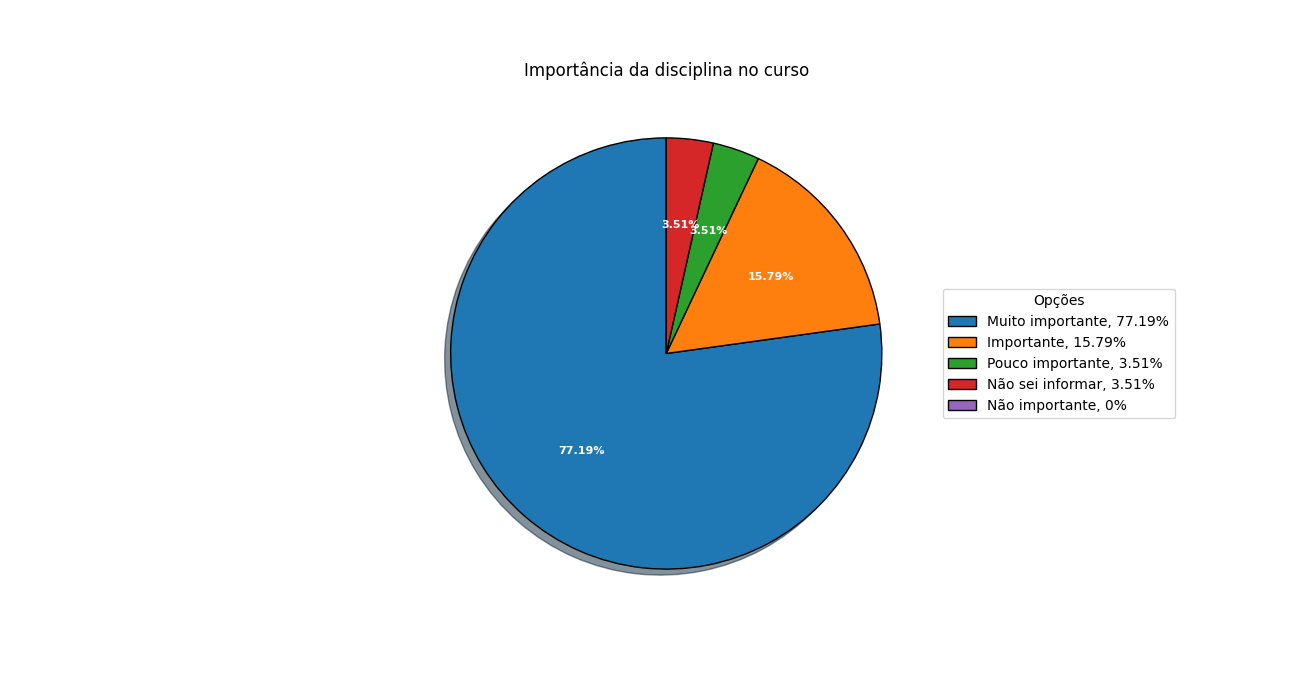 Importância da disciplina no curso
3.51%
3.51%
15.79%
77.19%
Opções
Muito importante, 77.19%
Importante, 15.79%
Pouco importante, 3.51%
Não sei informar, 3.51%
Não importante, 0%